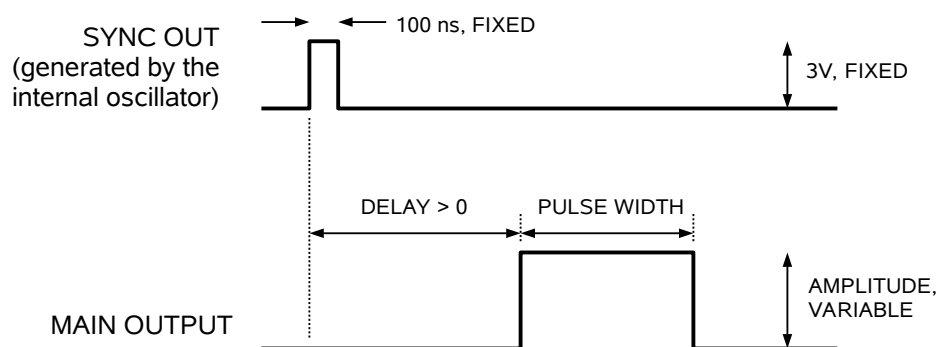 100 ns, FIXED
SYNC OUT
(generated by the
internal oscillator)
3V, FIXED
DELAY > 0
PULSE WIDTH
AMPLITUDE,
VARIABLE
MAIN OUTPUT